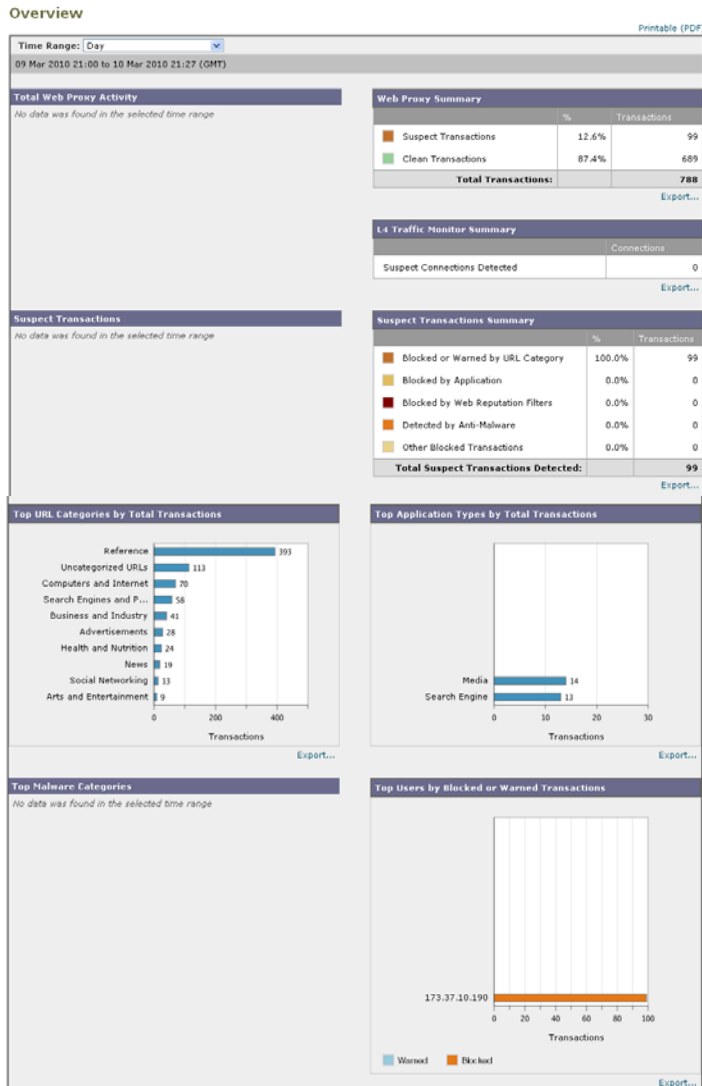 Overview
Printable (PDF
Time Range: Day
09 Mar 2010 21:00 to 10 Mar 2010 21:27 (GMT)
Total Web Proxy Activity
No data was found in the selected time range
Web Proxy Summary
% Transactions
Suspect Transactions 12.6% 99
Clean Transactions 87.4% 689
Total Transactions: 788
Export...
L4 Traffic Monitor Summary
Connections
Suspect Connections Detected 0
Export...
Suspect Transactions
No data was found in the selected time range
Suspect Transactions Summary
% Transactions
Blocked or Warned by URL Category 100.0% 99
Blocked by Application 0.0% 0
Blocked by Web Reputation Filters 0.0% 0
Detected by Anti-Malware 0.0% 0
Other Blocked Transactions 0.0% 0
Total Suspect Transactions Detected: 99
Export...
Top URL Categories by Total Transactions
Reference 393
Uncategorized URLs 113
Computers and Internet 70
Search Engines and P... 58
Business and Industry 41
Advertisements 28
Health and Nutrition 24
News 19
Social Networking 13
Arts and Entertainment 9
0 200 400
Transactions
Export...
Top Application Types by Total Transactions
Media 14
Search Engine 13
0 10 20 30
Transactions
Export...
Top Malware Categories
No data was found in the selected time range
Top Users by Blocked or Warned Transactions
173.37.10.190
0 20 40 60 80 100
Transactions
Warned Blocked
Export...